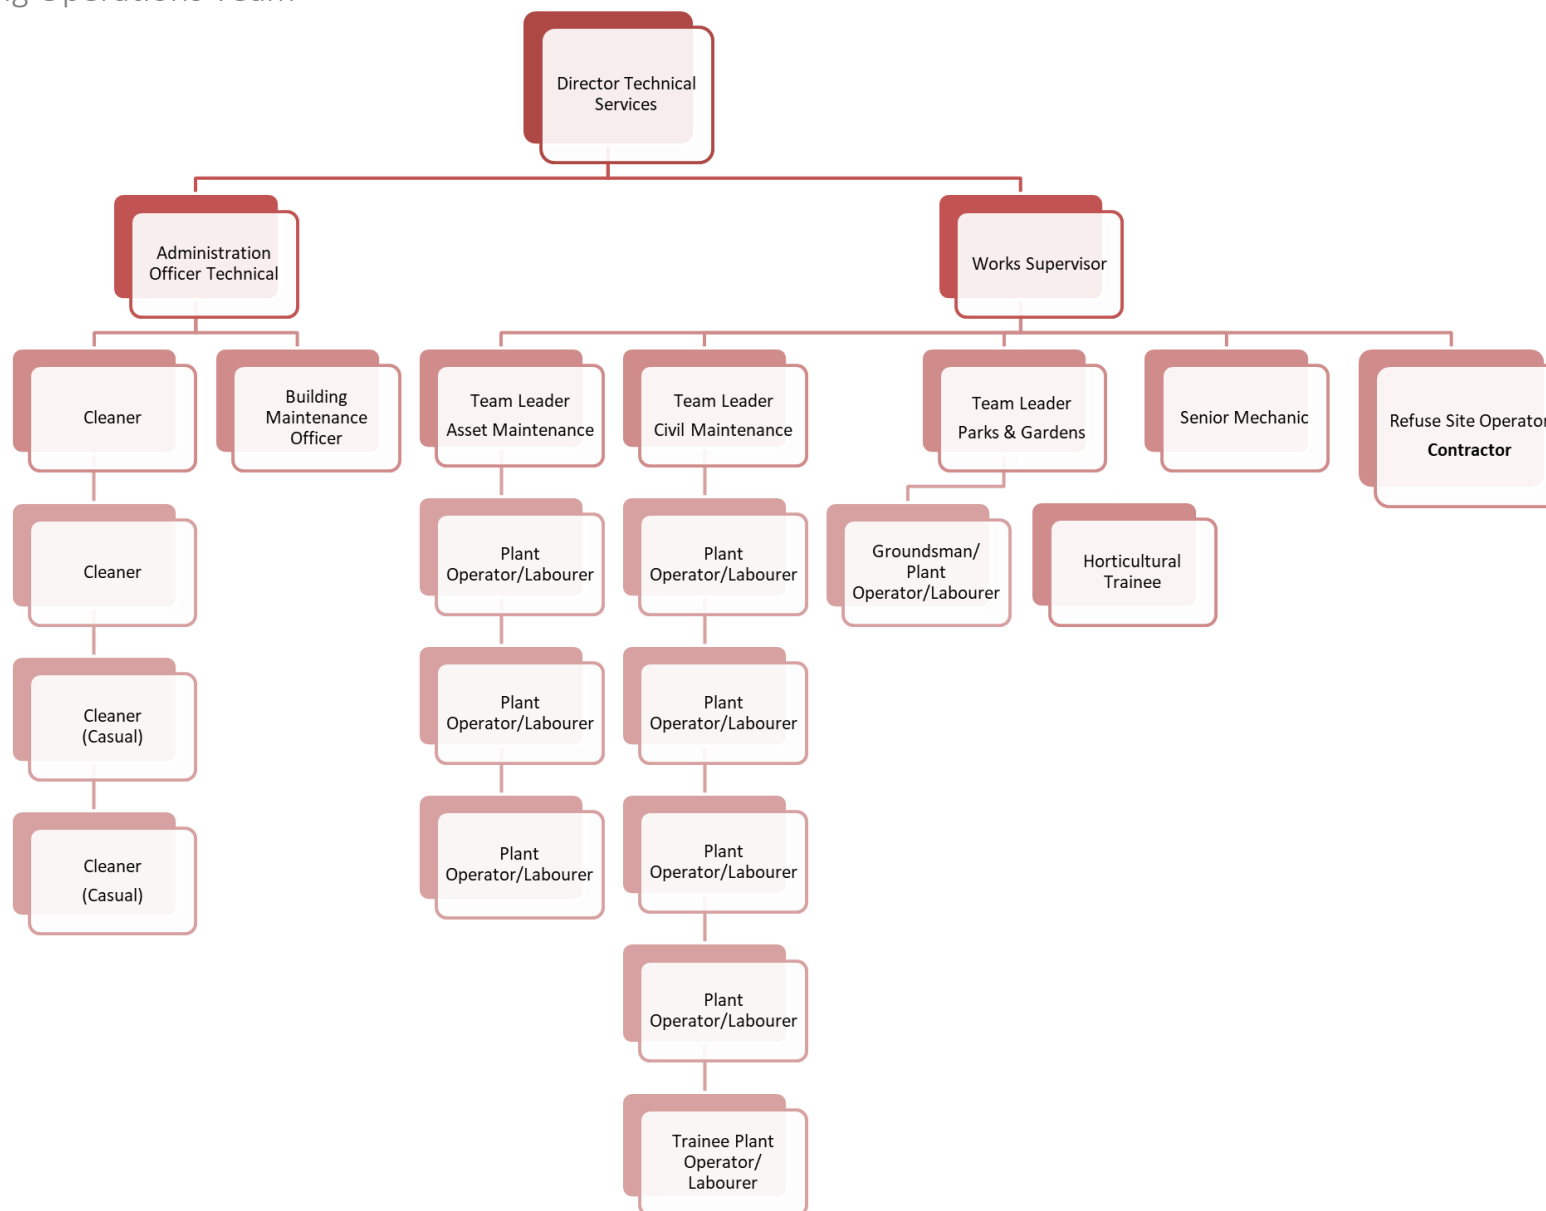 Operations Team
Director Technical
Services
Administration
Officer Technical
Works Supervisor
Cleaner
Building
Maintenance
Officer
Team Leader
Asset Maintenance
Team Leader
Civil Maintenance
Team Leader
Parks & Gardens
Senior Mechanic
Refuse Site Operator
Contractor
Cleaner
Plant
Operator/Labourer
Plant
Operator/Labourer
Groundsman/
Plant
Operator/Labourer
Horticultural
Trainee
Cleaner
(Casual)
Plant
Operator/Labourer
Plant
Operator/Labourer
Cleaner
(Casual)
Plant
Operator/Labourer
Plant
Operator/Labourer
Plant
Operator/Labourer
Trainee Plant
Operator/
Labourer